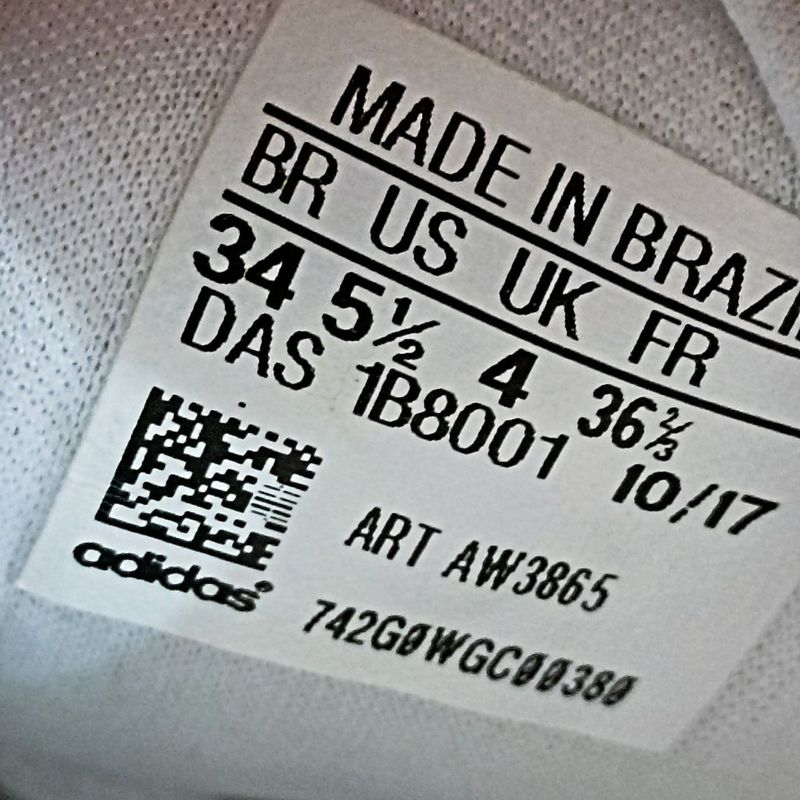 MADE IN BRAZI
BR US UK FR
34 5½ 4 36⅔
DAS 1B8001 10/17
ART AW3865
adidas
742GØWGCØØ38Ø